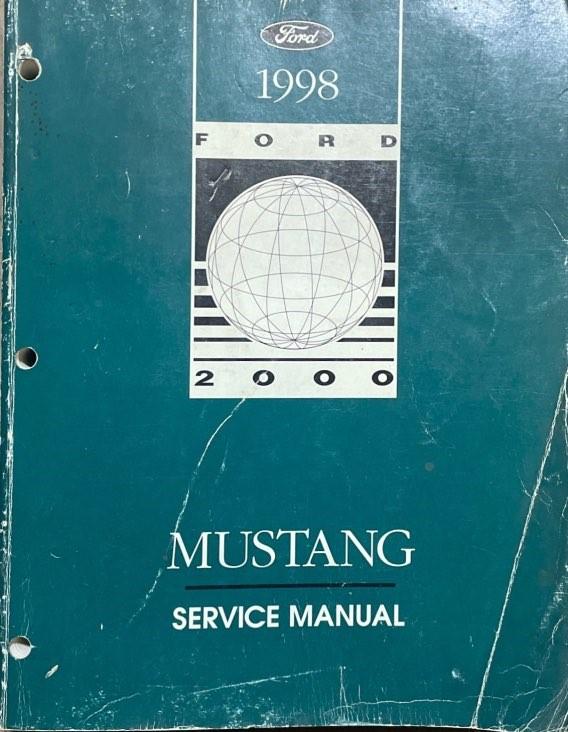 Ford
1998
FORD
2000
MUSTANG
SERVICE MANUAL